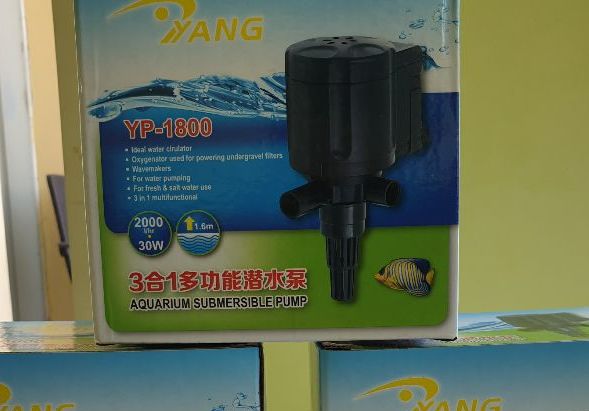 YANG
YP-1800
• Ideal water cirulator
• Oxygenator used for powering undergravel filters
• Wavemakers
• For water pumping
• For fresh & salt water use
• 3 in 1 multifunctional
2000
l/hr
30W
1.6m
3合1多功能潜水泵
AQUARIUM SUBMERSIBLE PUMP
YANG
YANG